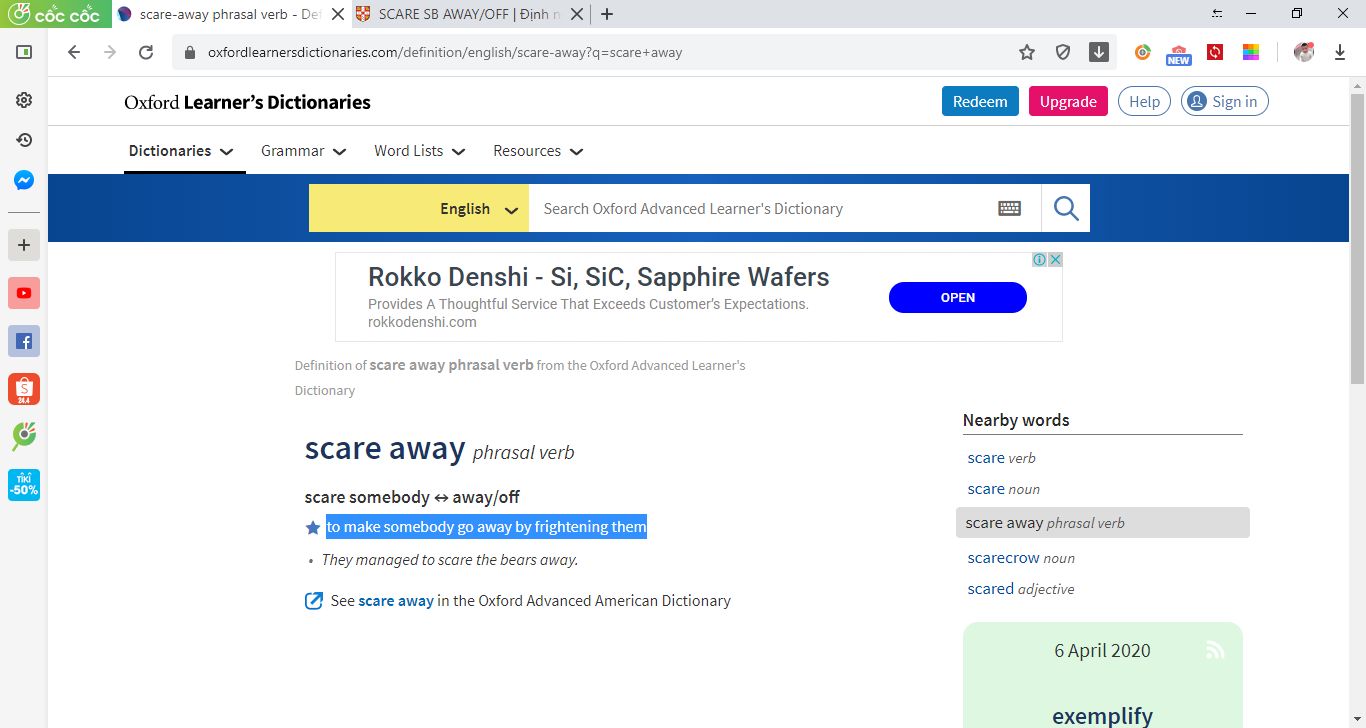 cốc cốc
scare-away phrasal verb - De
SCARE SB AWAY/OFF | Định n
oxfordlearnersdictionaries.com/definition/english/scare-away?q=scare+away
NEW
Oxford Learner's Dictionaries
Redeem
Upgrade
Help
Sign in
Dictionaries
Grammar
Word Lists
Resources
English
Search Oxford Advanced Learner's Dictionary
Rokko Denshi - Si, SiC, Sapphire Wafers
Provides A Thoughtful Service That Exceeds Customer's Expectations.
rokkodenshi.com
OPEN
Definition of scare away phrasal verb from the Oxford Advanced Learner's
Dictionary
scare away phrasal verb
scare somebody ↔ away/off
to make somebody go away by frightening them
• They managed to scare the bears away.
See scare away in the Oxford Advanced American Dictionary
Nearby words
scare verb
scare noun
scare away phrasal verb
scarecrow noun
scared adjective
6 April 2020
exemplify
24.4
TiKi
-50%